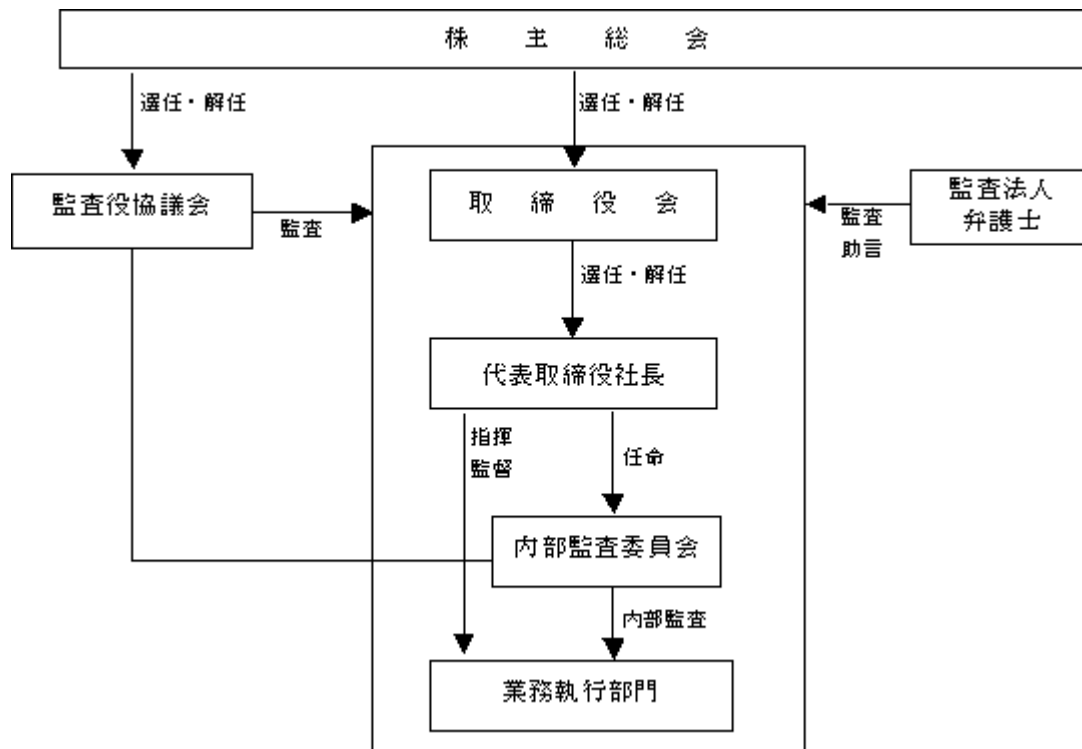 株主総会
選任・解任
選任・解任
監査役協議会
取締役会
監査法人
弁護士
監査
監査
助言
選任・解任
代表取締役社長
指揮
監督
任命
内部監査委員会
内部監査
業務執行部門